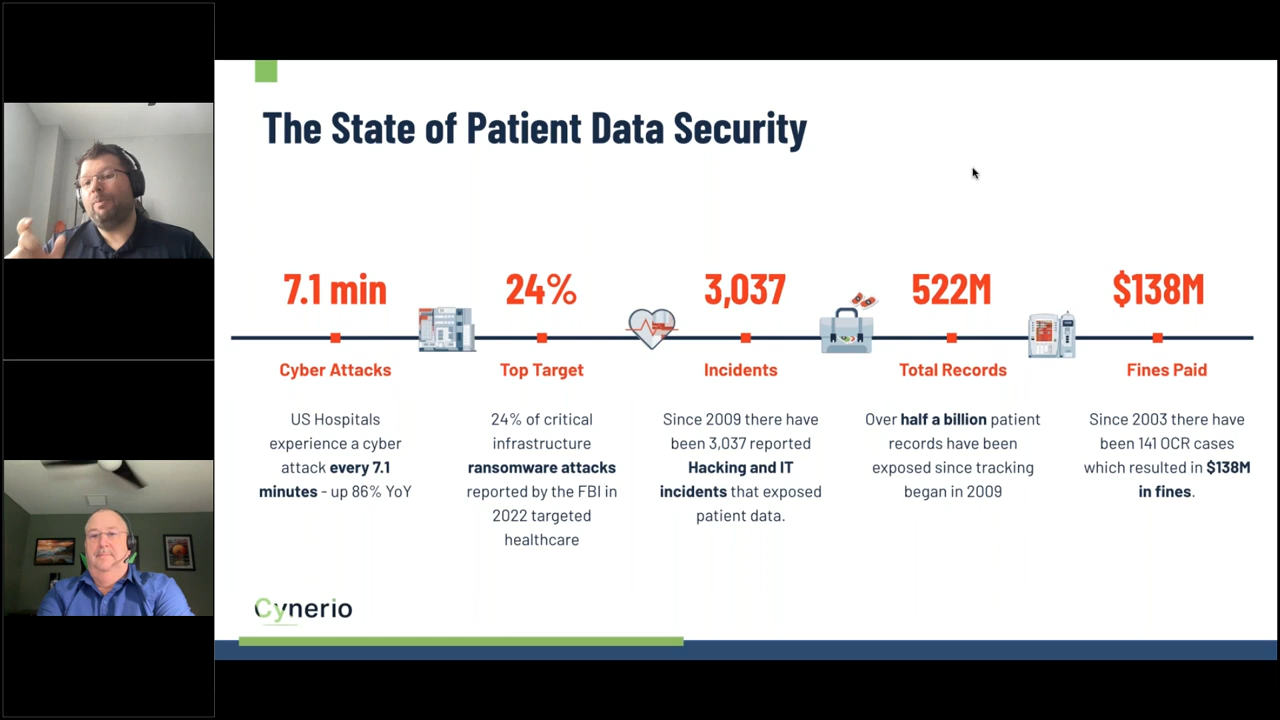 The State of Patient Data Security
7.1 min
Cyber Attacks
US Hospitals
experience a cyber
attack every 7.1
minutes - up 86% YoY
24%
Top Target
24% of critical
infrastructure
ransomware attacks
reported by the FBI in
2022 targeted
healthcare
3,037
Incidents
Since 2009 there have
been 3,037 reported
Hacking and IT
incidents that exposed
patient data.
522M
Total Records
Over half a billion patient
records have been
exposed since tracking
began in 2009
$138M
Fines Paid
Since 2003 there have
been 141 OCR cases
which resulted in $138M
in fines.
Cynerio